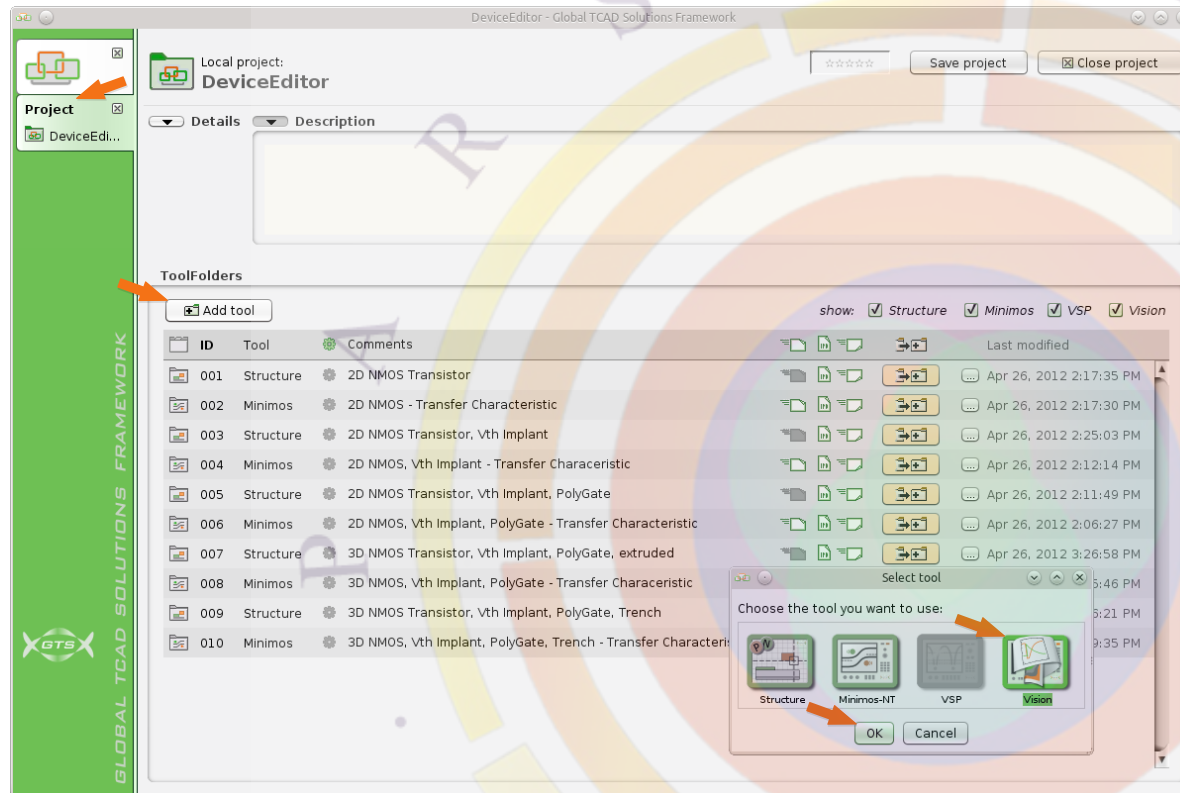 DeviceEditor - Global TCAD Solutions Framework
Local project:
DeviceEditor
Save project
Close project
Project
DeviceEdi...
Details
Description
ToolFolders
Add tool
show: Structure Minimos VSP Vision
ID Tool Comments Last modified
001 Structure 2D NMOS Transistor ... Apr 26, 2012 2:17:35 PM
002 Minimos 2D NMOS - Transfer Characteristic ... Apr 26, 2012 2:17:30 PM
003 Structure 2D NMOS Transistor, Vth Implant ... Apr 26, 2012 2:25:03 PM
004 Minimos 2D NMOS, Vth Implant - Transfer Characeristic ... Apr 26, 2012 2:12:14 PM
005 Structure 2D NMOS Transistor, Vth Implant, PolyGate ... Apr 26, 2012 2:11:49 PM
006 Minimos 2D NMOS, Vth Implant, PolyGate - Transfer Characteristic ... Apr 26, 2012 2:06:27 PM
007 Structure 3D NMOS Transistor, Vth Implant, PolyGate, extruded ... Apr 26, 2012 3:26:58 PM
008 Minimos 3D NMOS, Vth Implant, PolyGate - Transfer Characeristic 5:46 PM
009 Structure 3D NMOS Transistor, Vth Implant, PolyGate, Trench :21 PM
010 Minimos 3D NMOS, Vth Implant, PolyGate, Trench - Transfer Characteris 9:35 PM
Select tool
Choose the tool you want to use:
P N
Structure Minimos-NT VSP Vision
OK Cancel
GTS
GLOBAL TCAD SOLUTIONS FRAMEWORK
P A R S